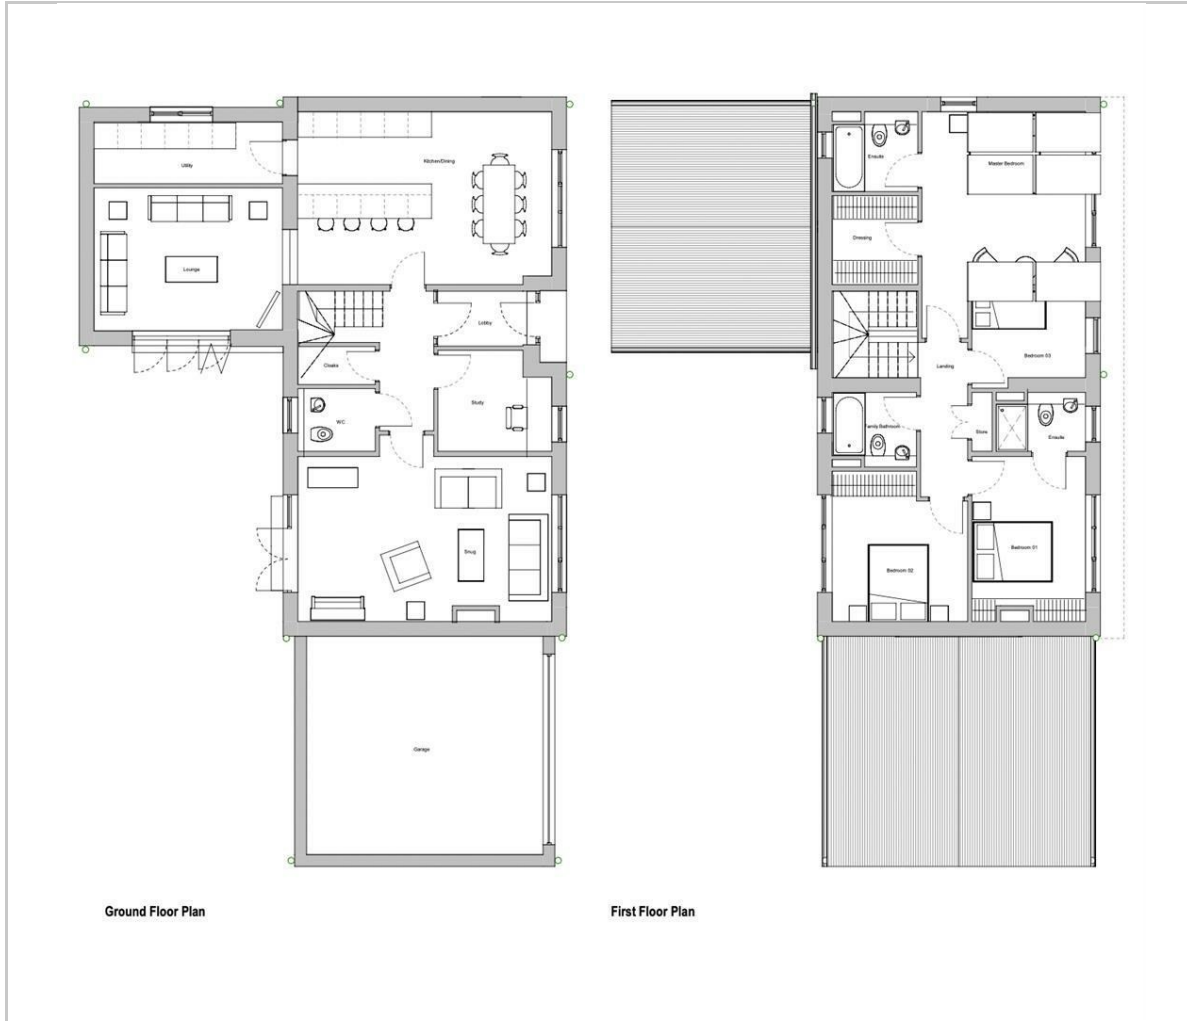 Utility
Kitchen/Dining
Lounge
Lobby
Cloaks
Study
W.C.
Snug
Garage
Ground Floor Plan
Ensuite
Master Bedroom
Dressing
Bedroom 03
Landing
Family Bathroom
Store
Ensuite
Bedroom 01
Bedroom 02
First Floor Plan